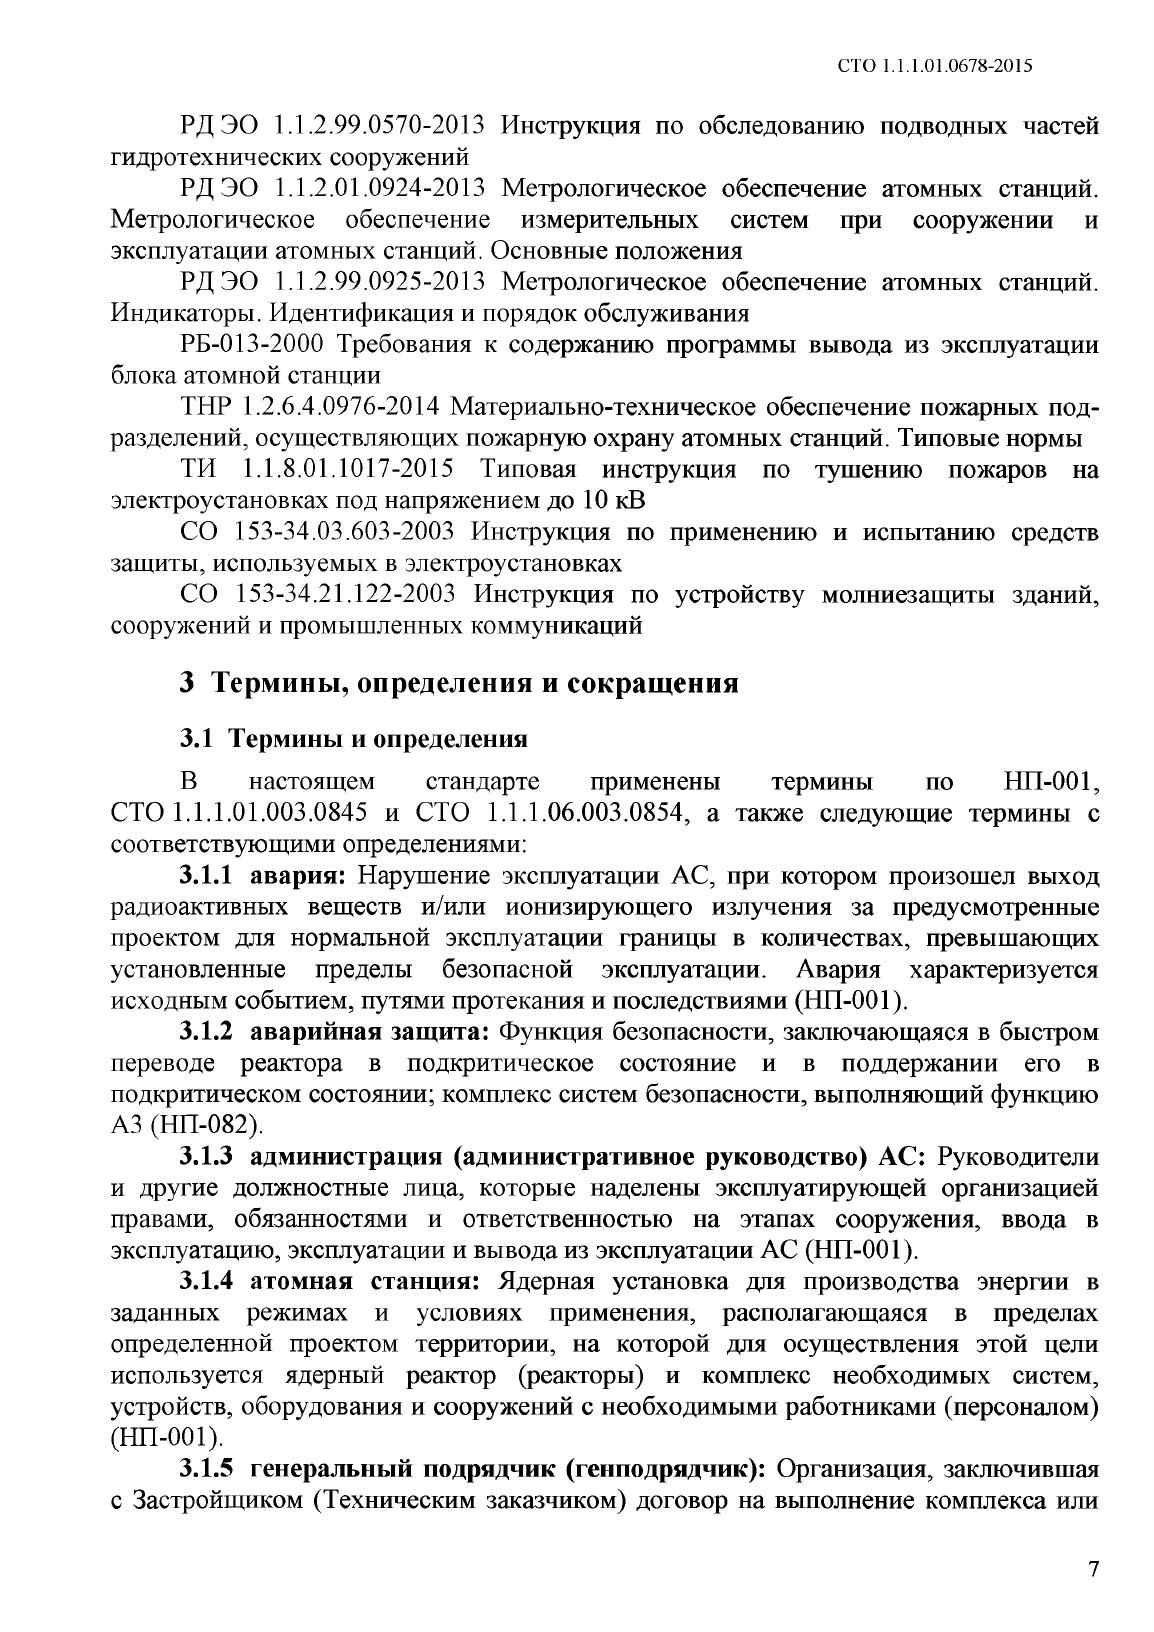 СТО 1.1.1.01.0678-2015
РД ЭО 1.1.2.99.0570-2013 Инструкция по обследованию подводных частей
гидротехнических сооружений
РД ЭО 1.1.2.01.0924-2013 Метрологическое обеспечение атомных станций.
Метрологическое обеспечение измерительных систем при сооружении и
эксплуатации атомных станций. Основные положения
РД ЭО 1.1.2.99.0925-2013 Метрологическое обеспечение атомных станций.
Индикаторы. Идентификация и порядок обслуживания
РБ-013-2000 Требования к содержанию программы вывода из эксплуатации
блока атомной станции
ТНР 1.2.6.4.0976-2014 Материально-техническое обеспечение пожарных под-
разделений, осуществляющих пожарную охрану атомных станций. Типовые нормы
ТИ 1.1.8.01.1017-2015 Типовая инструкция по тушению пожаров на
электроустановках под напряжением до 10 кВ
СО 153-34.03.603-2003 Инструкция по применению и испытанию средств
защиты, используемых в электроустановках
СО 153-34.21.122-2003 Инструкция по устройству молниезащиты зданий,
сооружений и промышленных коммуникаций
3 Термины, определения и сокращения
3.1 Термины и определения
В настоящем стандарте применены термины по НП-001,
СТО 1.1.1.01.003.0845 и СТО 1.1.1.06.003.0854, а также следующие термины с
соответствующими определениями:
3.1.1 авария: Нарушение эксплуатации АС, при котором произошел выход
радиоактивных веществ и/или ионизирующего излучения за предусмотренные
проектом для нормальной эксплуатации границы в количествах, превышающих
установленные пределы безопасной эксплуатации. Авария характеризуется
исходным событием, путями протекания и последствиями (НП-001).
3.1.2 аварийная защита: Функция безопасности, заключающаяся в быстром
переводе реактора в подкритическое состояние и в поддержании его в
подкритическом состоянии; комплекс систем безопасности, выполняющий функцию
АЗ (НП-082).
3.1.3 администрация (административное руководство) АС: Руководители
и другие должностные лица, которые наделены эксплуатирующей организацией
правами, обязанностями и ответственностью на этапах сооружения, ввода в
эксплуатацию, эксплуатации и вывода из эксплуатации АС (НП-001).
3.1.4 атомная станция: Ядерная установка для производства энергии в
заданных режимах и условиях применения, располагающаяся в пределах
определенной проектом территории, на которой для осуществления этой цели
используется ядерный реактор (реакторы) и комплекс необходимых систем,
устройств, оборудования и сооружений с необходимыми работниками (персоналом)
(НП-001).
3.1.5 генеральный подрядчик (генподрядчик): Организация, заключившая
с Застройщиком (Техническим заказчиком) договор на выполнение комплекса или
7